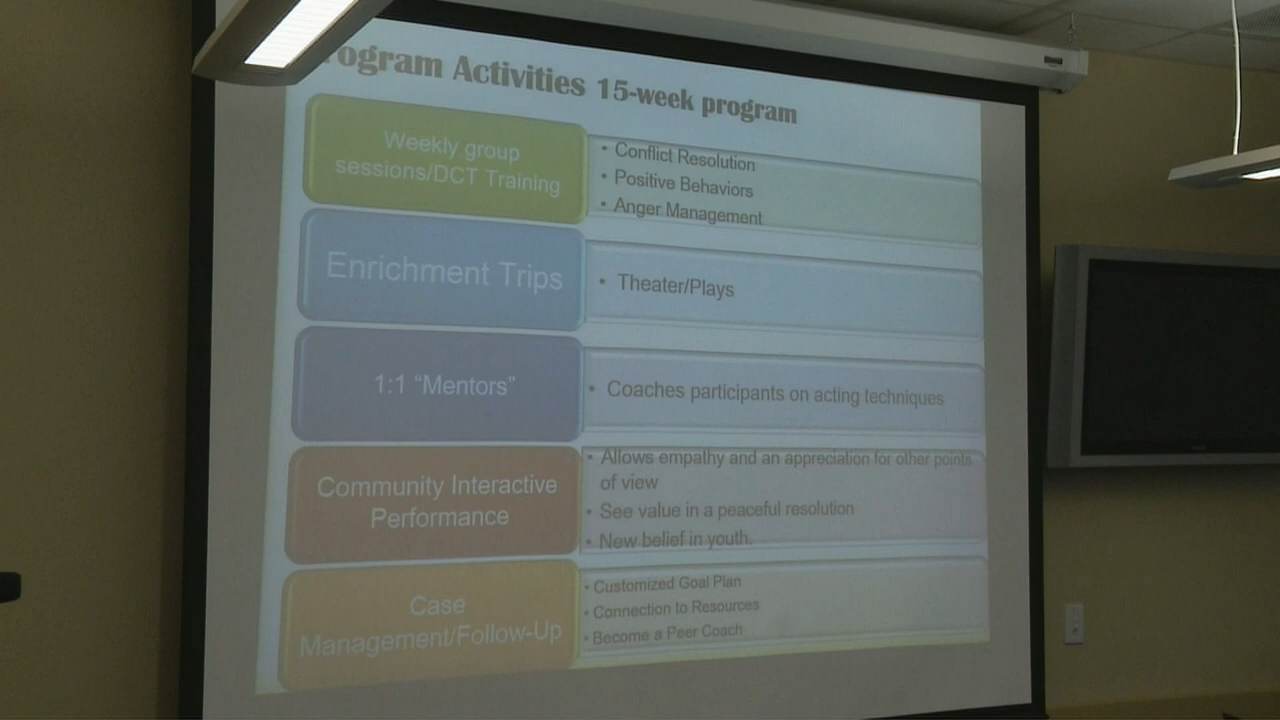 rogram Activities 15-week program
Weekly group
sessions/DCT Training
• Conflict Resolution
• Positive Behaviors
• Anger Management
Enrichment Trips
• Theater/Plays
1:1 “Mentors”
• Coaches participants on acting techniques
Community Interactive
Performance
• Allows empathy and an appreciation for other points
of view
• See value in a peaceful resolution
• New belief in youth.
Case
Management/Follow-Up
• Customized Goal Plan
• Connection to Resources
• Become a Peer Coach